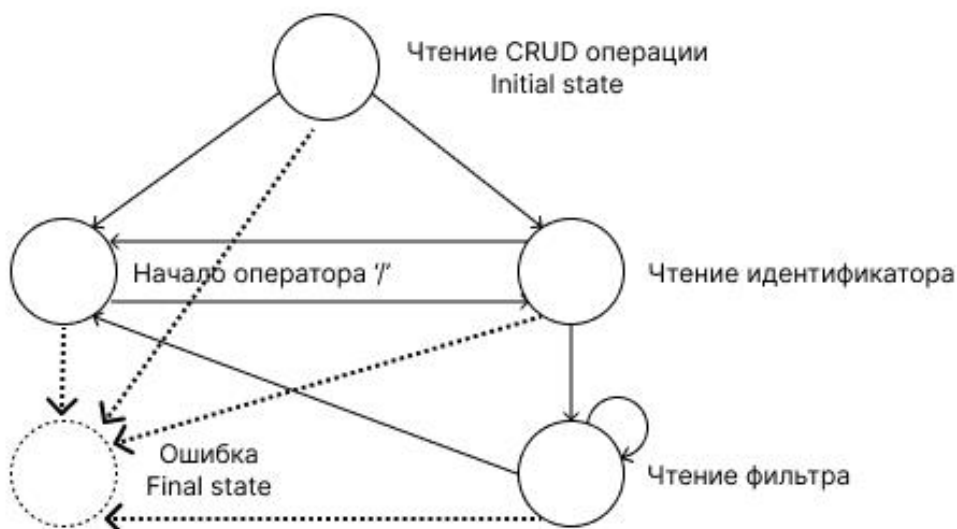 Чтение CRUD операции
Initial state
Начало оператора '/'
Чтение идентификатора
Ошибка
Final state
Чтение фильтра